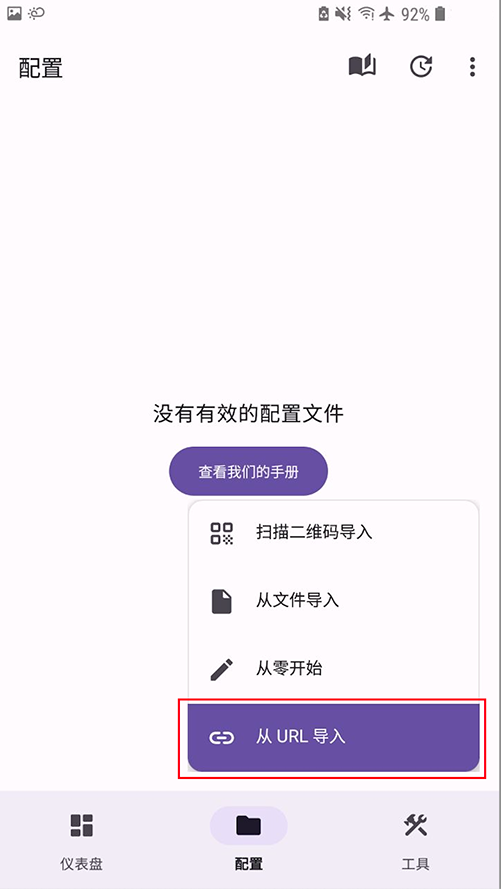 92%
配置
没有有效的配置文件
查看我们的手册
扫描二维码导入
从文件导入
从零开始
从 URL 导入
仪表盘
配置
工具